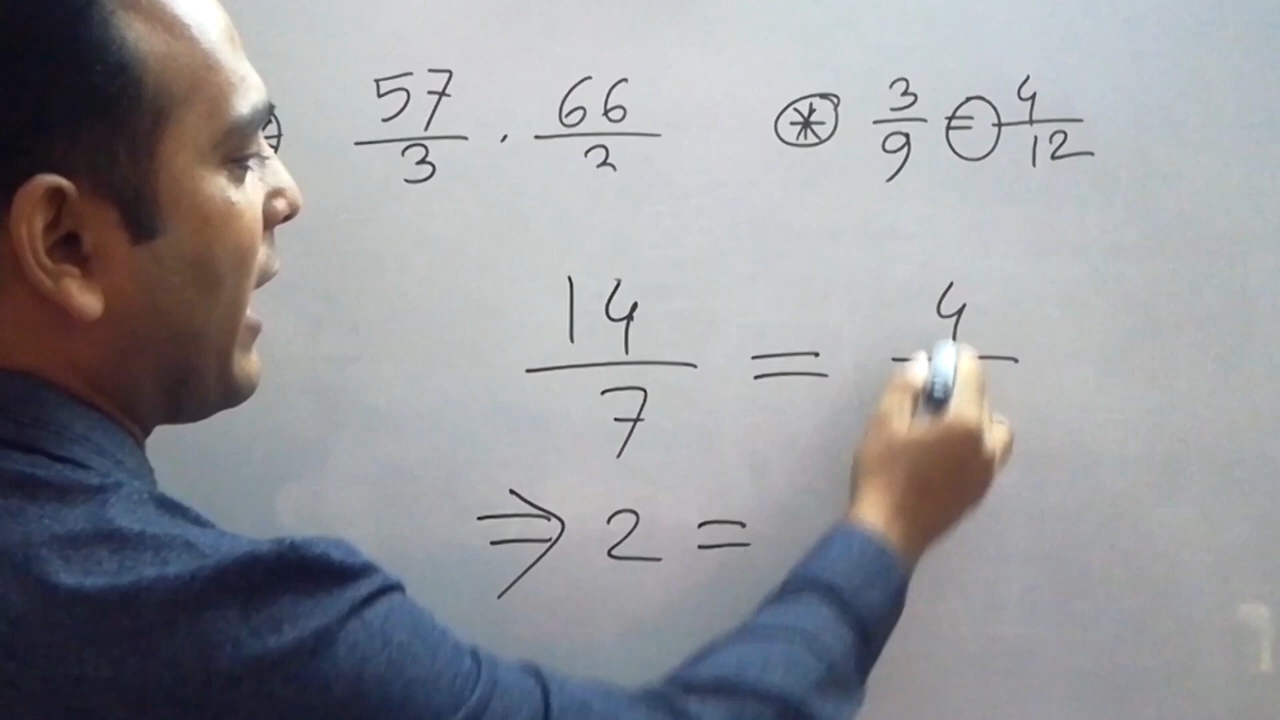 57/3 . 66/2 ⊛ 3/9 = 4/12
14/7 = 4/
⇒ 2 =